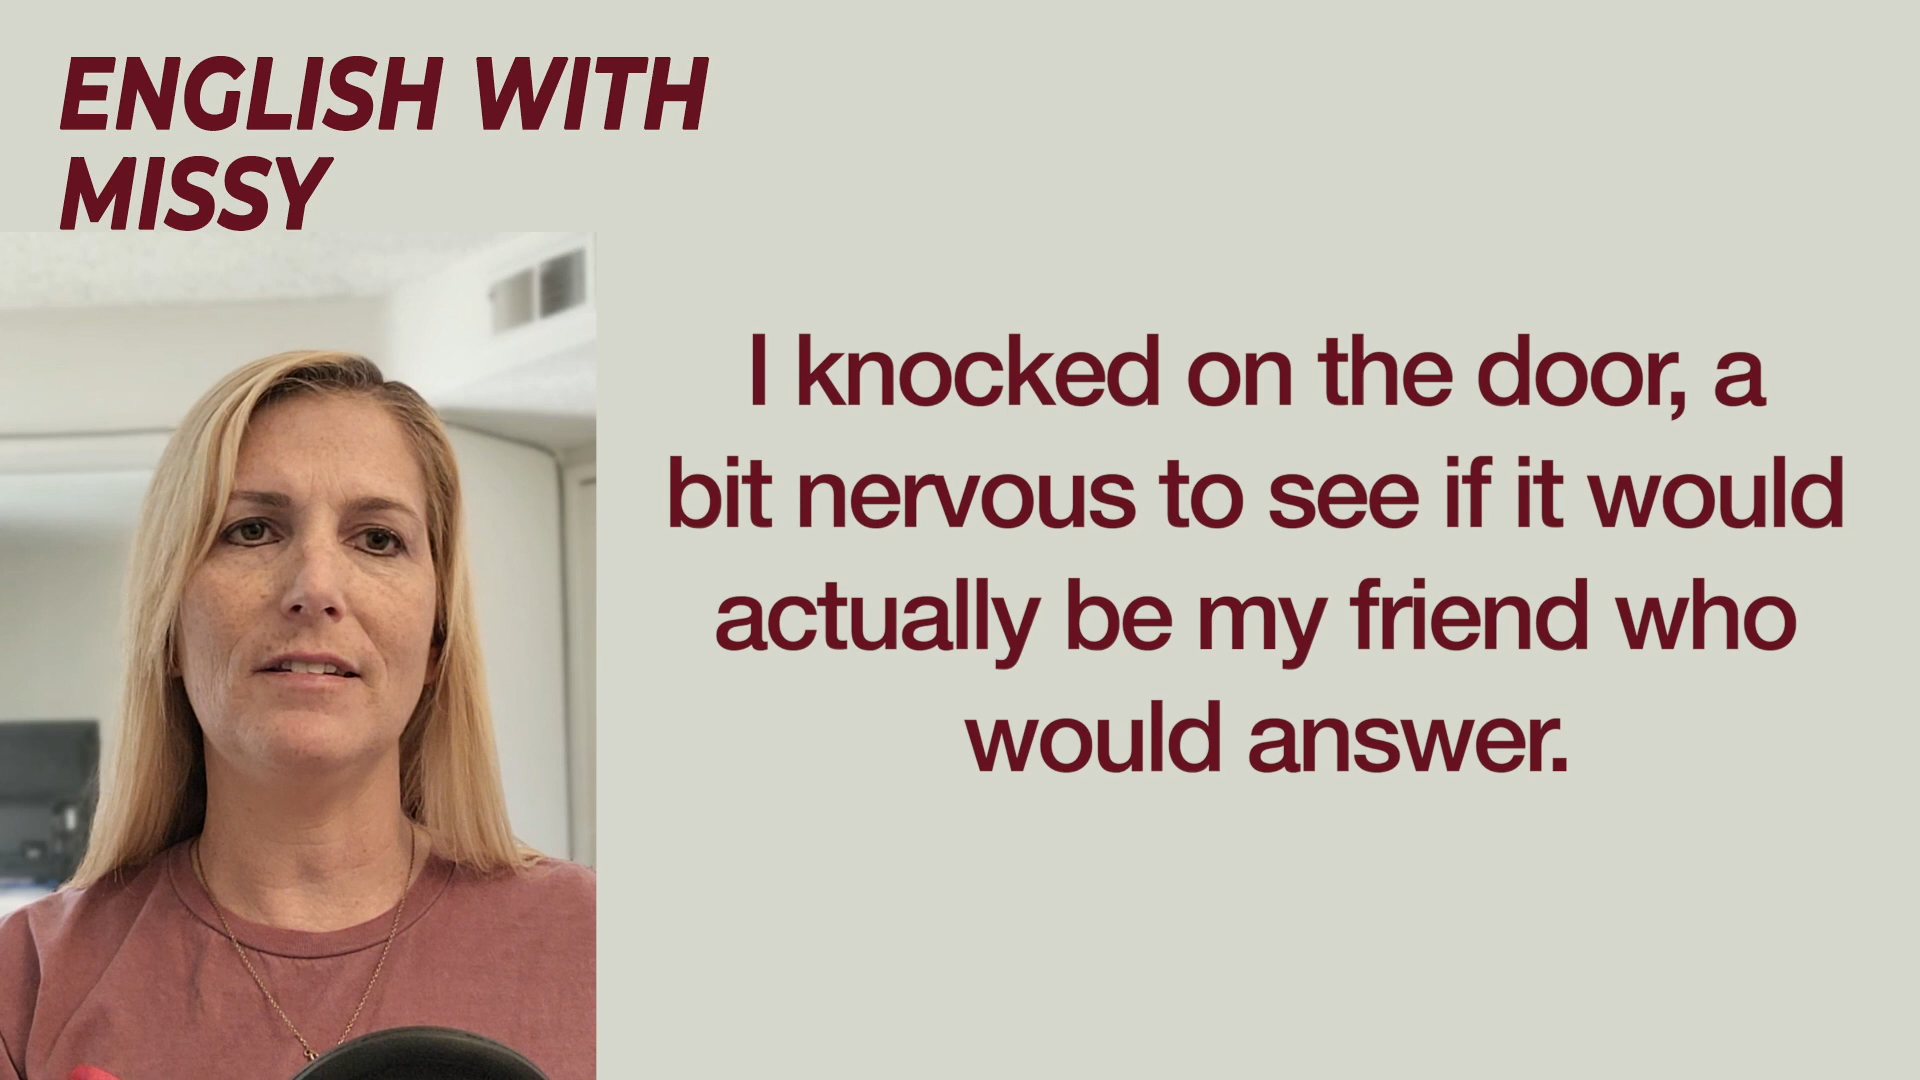 ENGLISH WITH
MISSY
I knocked on the door, a
bit nervous to see if it would
actually be my friend who
would answer.